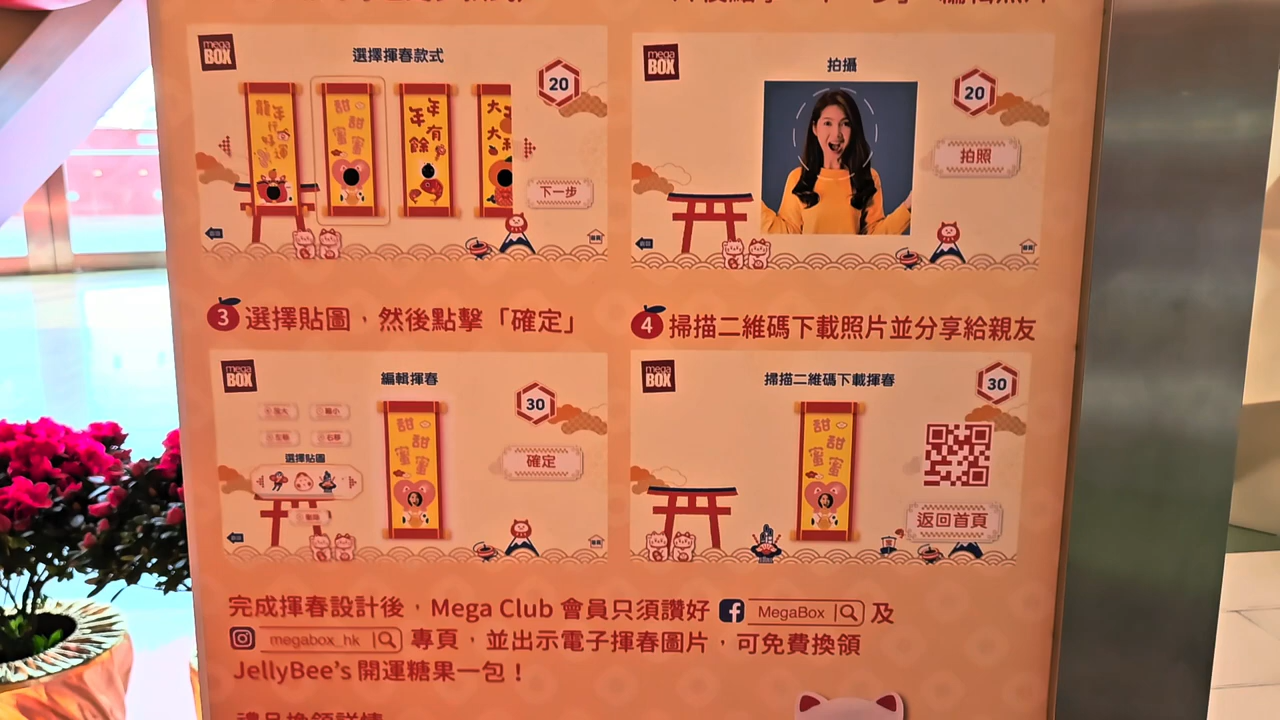 mega
BOX
選擇揮春款式
20
龍年行好運
甜甜蜜蜜
年年有餘
下一步
mega
BOX
拍攝
20
拍照
3 選擇貼圖，然後點擊「確定」
4 掃描二維碼下載照片並分享給親友
mega
BOX
編輯揮春
30
選擇貼圖
甜甜蜜蜜
確定
mega
BOX
掃描二維碼下載揮春
30
甜甜蜜蜜
返回首頁
完成揮春設計後，Mega Club 會員只須讚好 MegaBox 及
megabox_hk 專頁，並出示電子揮春圖片，可免費換領
JellyBee's 開運糖果一包！
禮品換領詳情